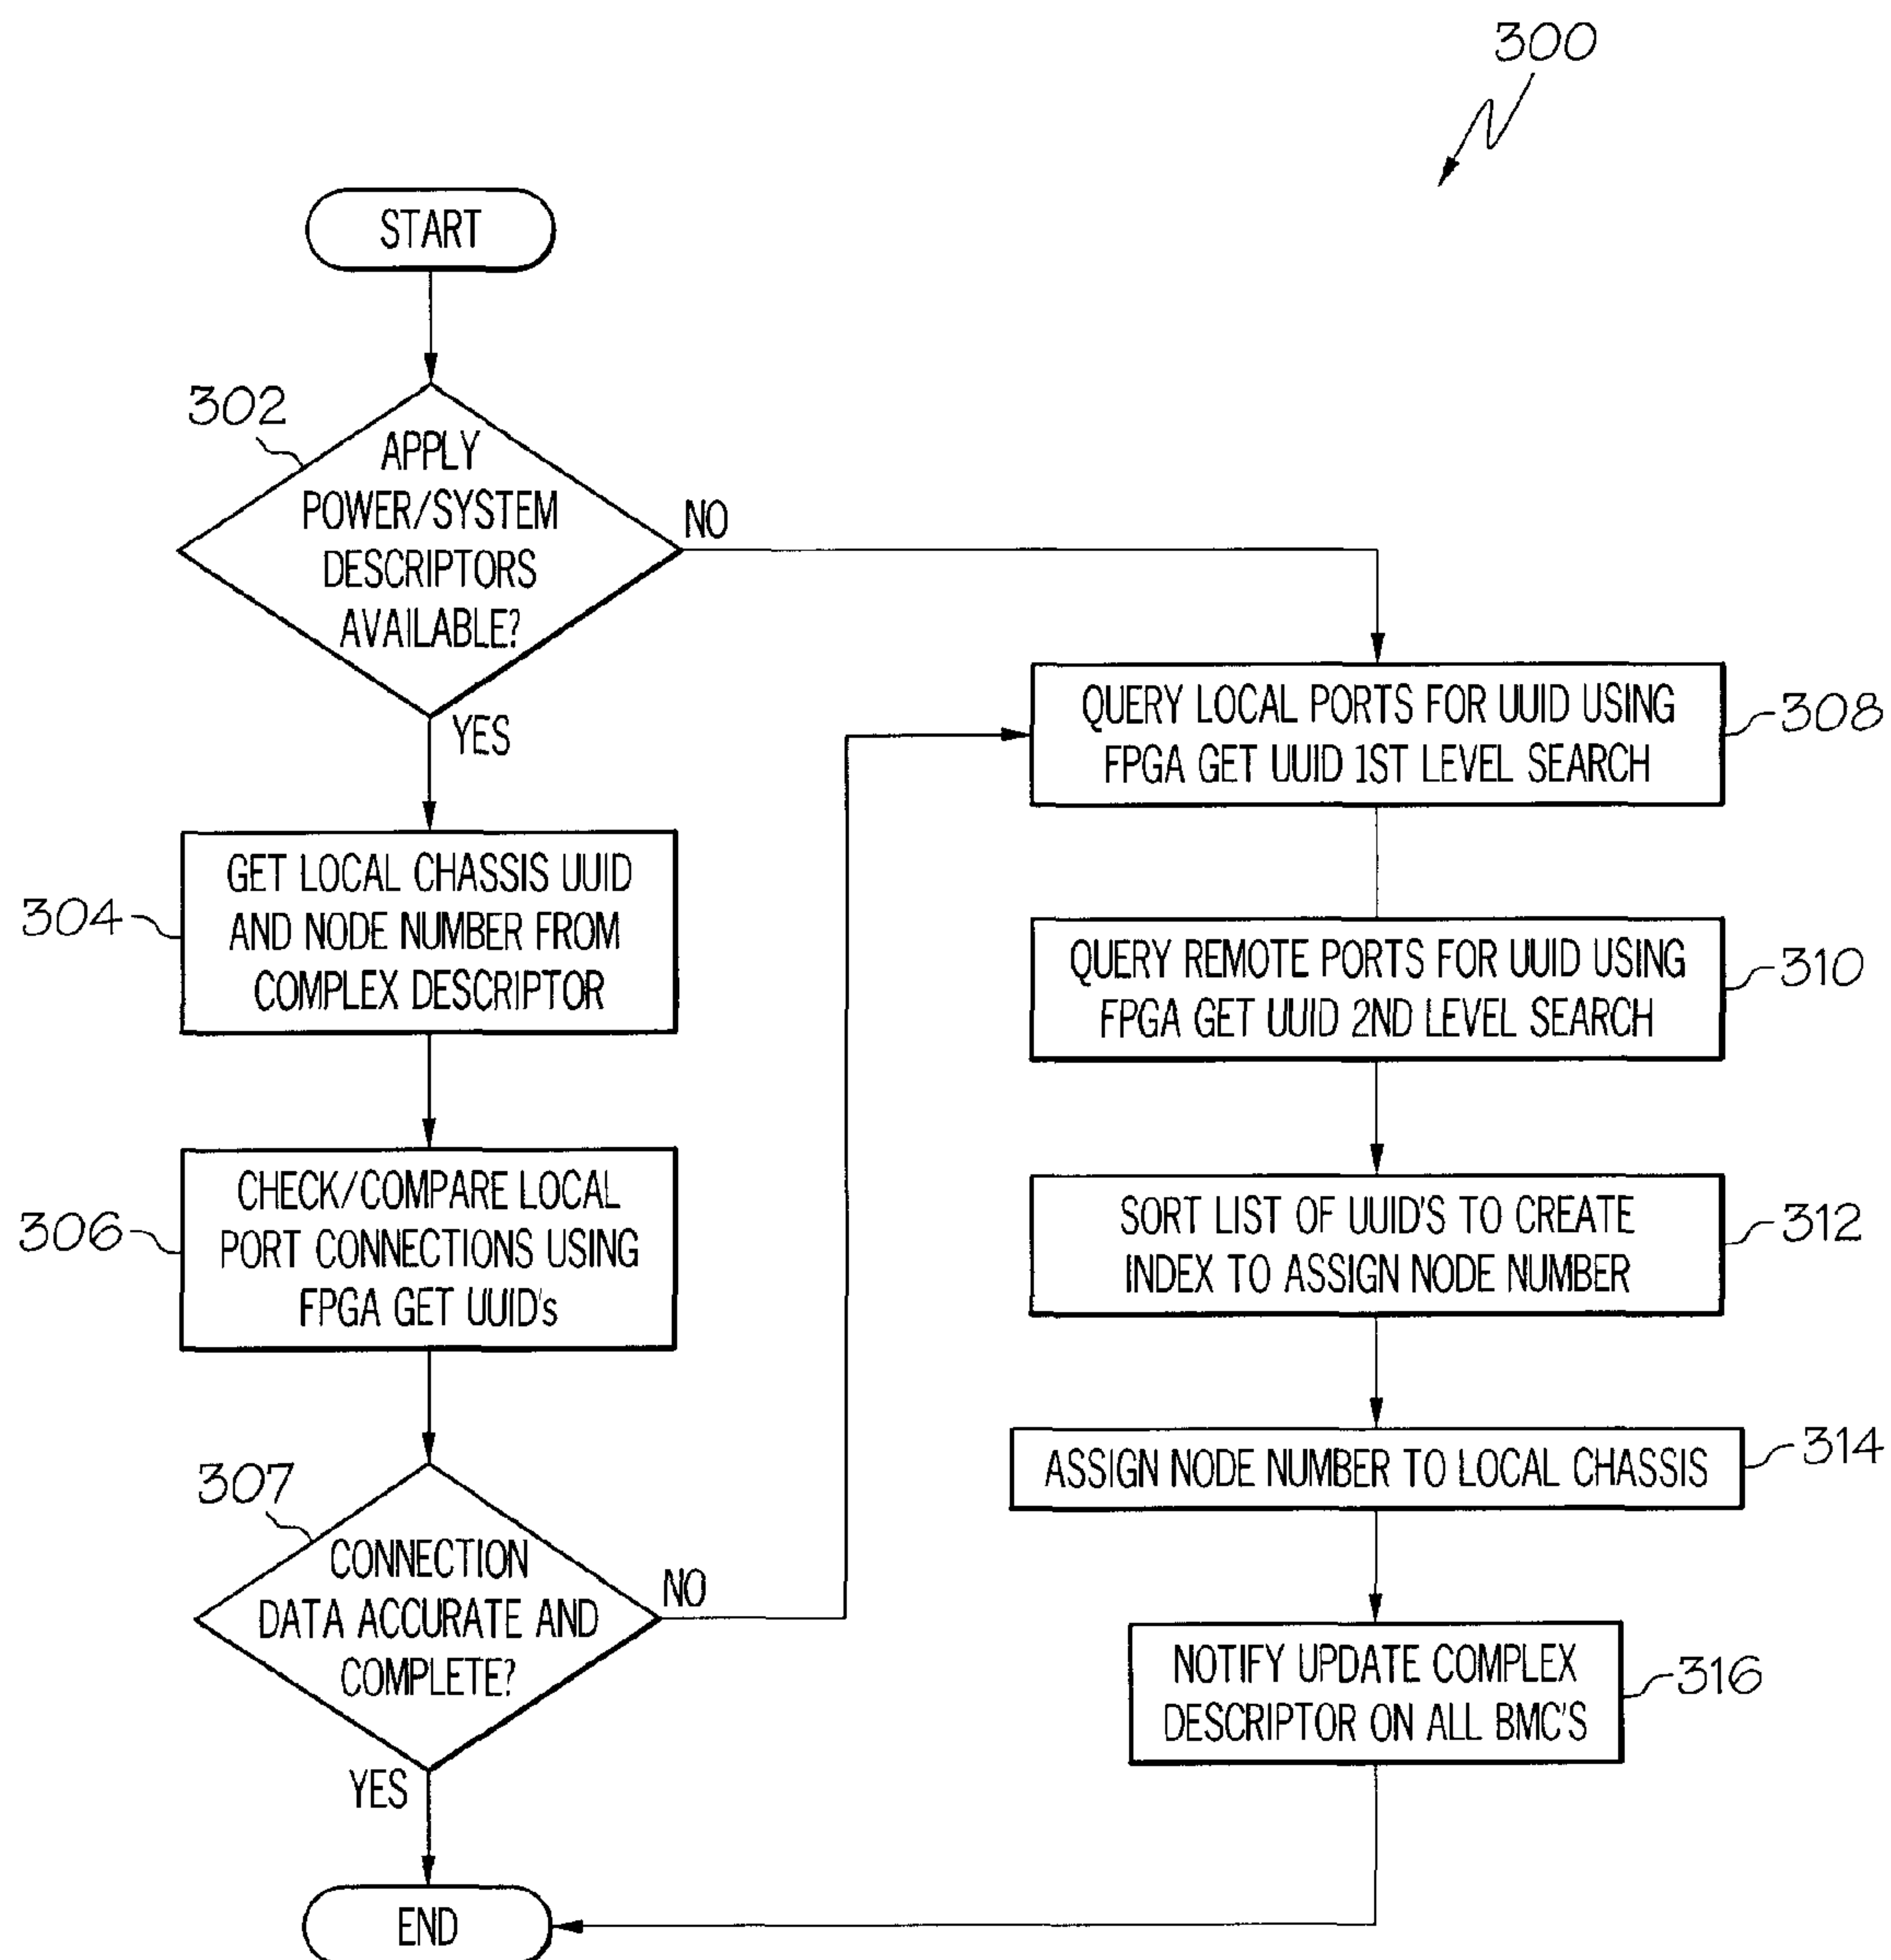 300
START
302
APPLY
POWER/SYSTEM
DESCRIPTORS
AVAILABLE?
NO
YES
304
GET LOCAL CHASSIS UUID
AND NODE NUMBER FROM
COMPLEX DESCRIPTOR
306
CHECK/COMPARE LOCAL
PORT CONNECTIONS USING
FPGA GET UUID's
307
CONNECTION
DATA ACCURATE AND
COMPLETE?
NO
YES
END
QUERY LOCAL PORTS FOR UUID USING
FPGA GET UUID 1ST LEVEL SEARCH
308
QUERY REMOTE PORTS FOR UUID USING
FPGA GET UUID 2ND LEVEL SEARCH
310
SORT LIST OF UUID'S TO CREATE
INDEX TO ASSIGN NODE NUMBER
312
ASSIGN NODE NUMBER TO LOCAL CHASSIS
314
NOTIFY UPDATE COMPLEX
DESCRIPTOR ON ALL BMC'S
316